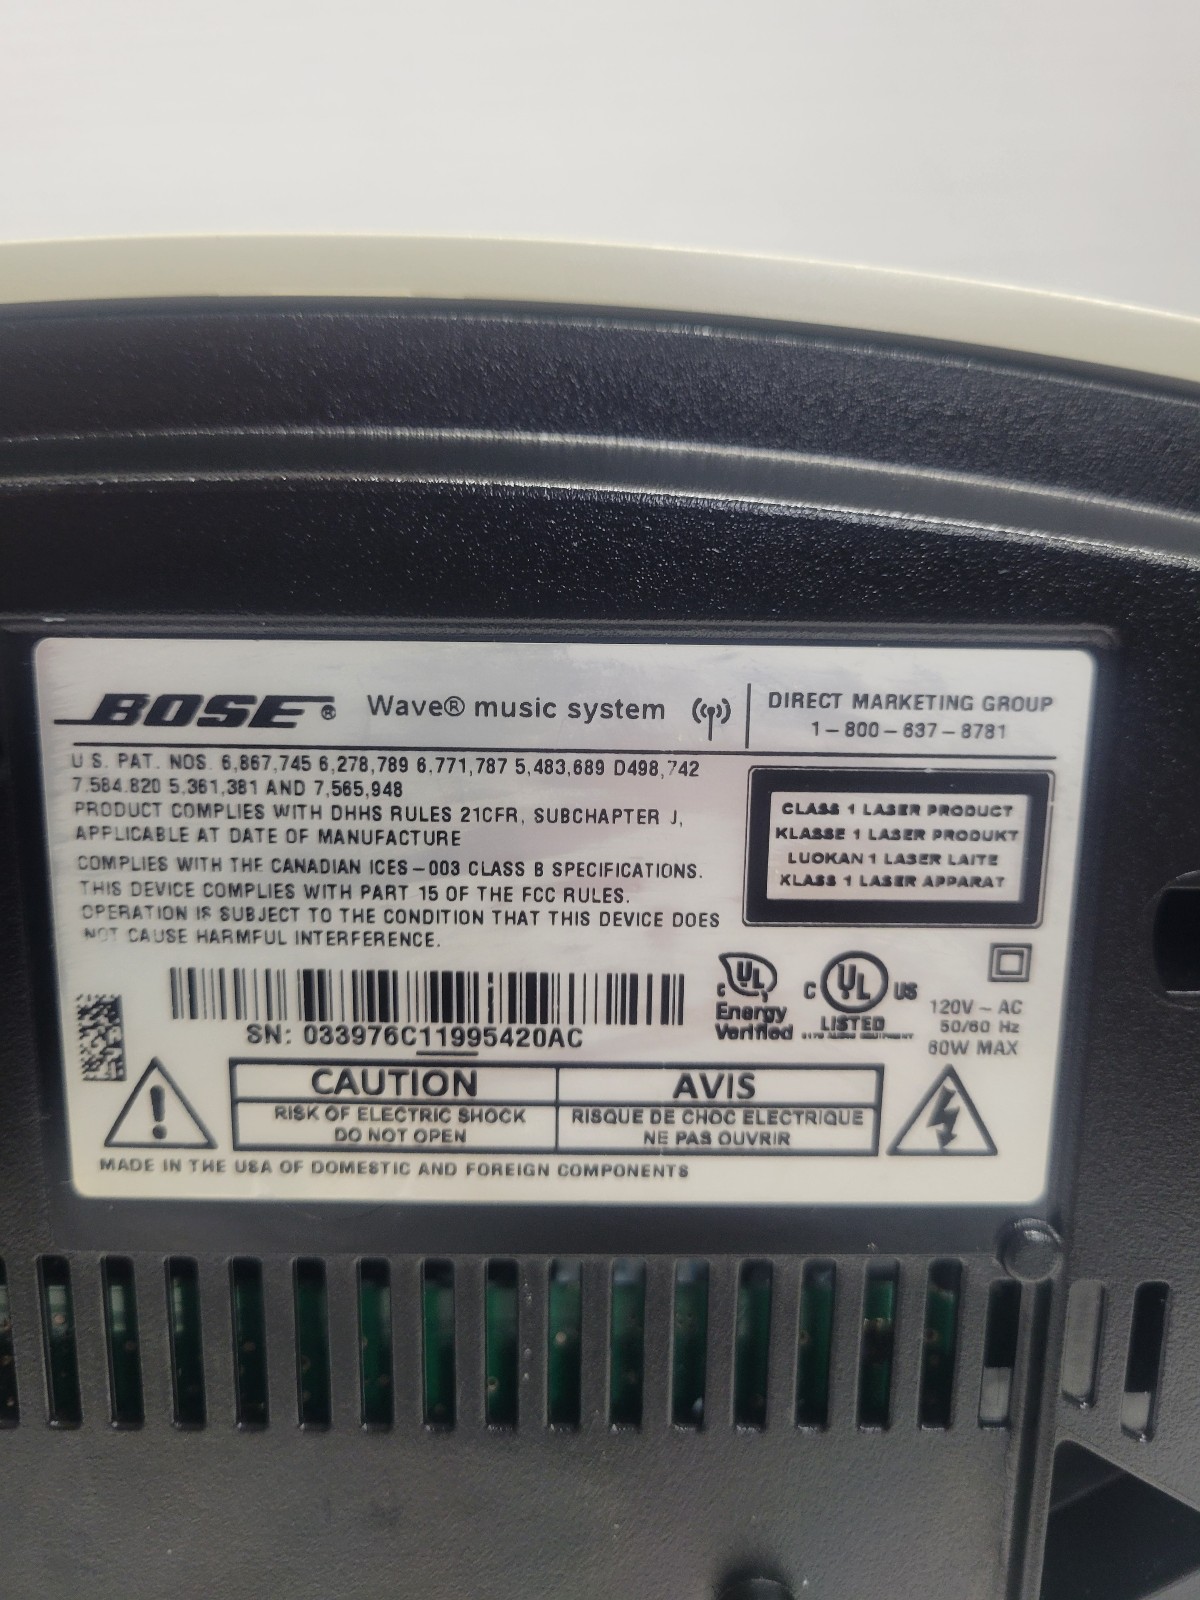 BOSE® Wave® music system
DIRECT MARKETING GROUP
1-800-637-8781
U S. PAT. NOS. 6,867,745 6,278,789 6,771,787 5,483,689 D498,742
7.584.820 5,361,381 AND 7,565,948
PRODUCT COMPLIES WITH DHHS RULES 21CFR, SUBCHAPTER J,
APPLICABLE AT DATE OF MANUFACTURE
COMPLIES WITH THE CANADIAN ICES-003 CLASS B SPECIFICATIONS.
THIS DEVICE COMPLIES WITH PART 15 OF THE FCC RULES.
OPERATION IS SUBJECT TO THE CONDITION THAT THIS DEVICE DOES
NOT CAUSE HARMFUL INTERFERENCE.
CLASS 1 LASER PRODUCT
KLASSE 1 LASER PRODUKT
LUOKAN 1 LASER LAITE
KLASS 1 LASER APPARAT
SN: 033976C11995420AC
c UL
Energy
Verified
C UL US
LISTED
120V ~ AC
50/60 Hz
60W MAX
CAUTION
RISK OF ELECTRIC SHOCK
DO NOT OPEN
AVIS
RISQUE DE CHOC ELECTRIQUE
NE PAS OUVRIR
MADE IN THE USA OF DOMESTIC AND FOREIGN COMPONENTS